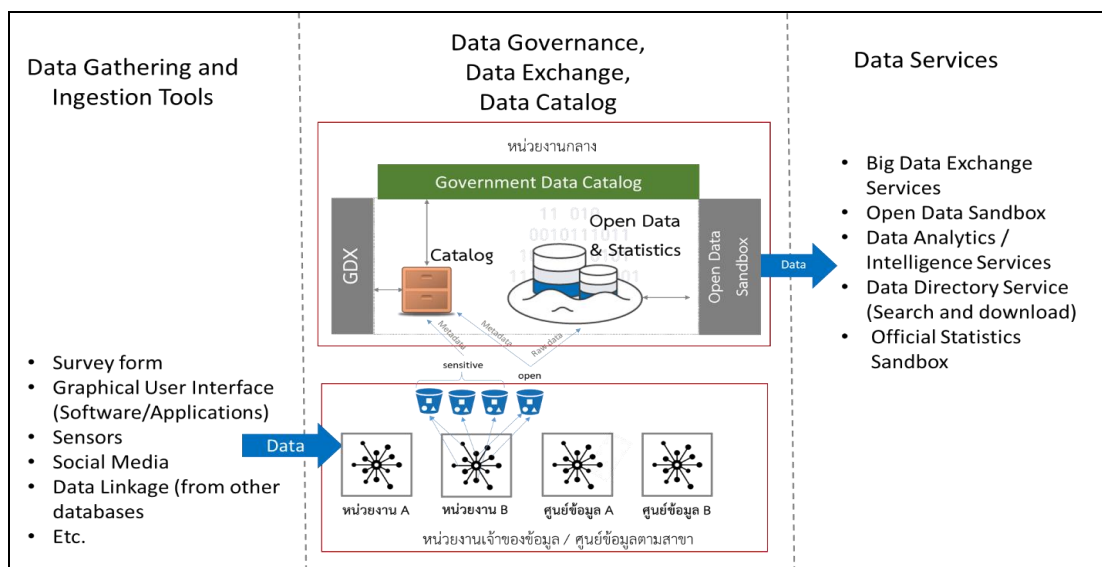 Data Gathering and
Ingestion Tools
• Survey form
• Graphical User Interface
(Software/Applications)
• Sensors
• Social Media
• Data Linkage (from other
databases
• Etc.
Data
Data Governance,
Data Exchange,
Data Catalog
หน่วยงานกลาง
Government Data Catalog
GDX
Catalog
11 010
0010111011
Open Data
& Statistics
Open Data
Sandbox
Metadata
Metadata
Raw data
sensitive
open
หน่วยงาน A
หน่วยงาน B
ศูนย์ข้อมูล A
ศูนย์ข้อมูล B
หน่วยงานเจ้าของข้อมูล / ศูนย์ข้อมูลตามสาขา
Data
Data Services
• Big Data Exchange
Services
• Open Data Sandbox
• Data Analytics /
Intelligence Services
• Data Directory Service
(Search and download)
• Official Statistics
Sandbox